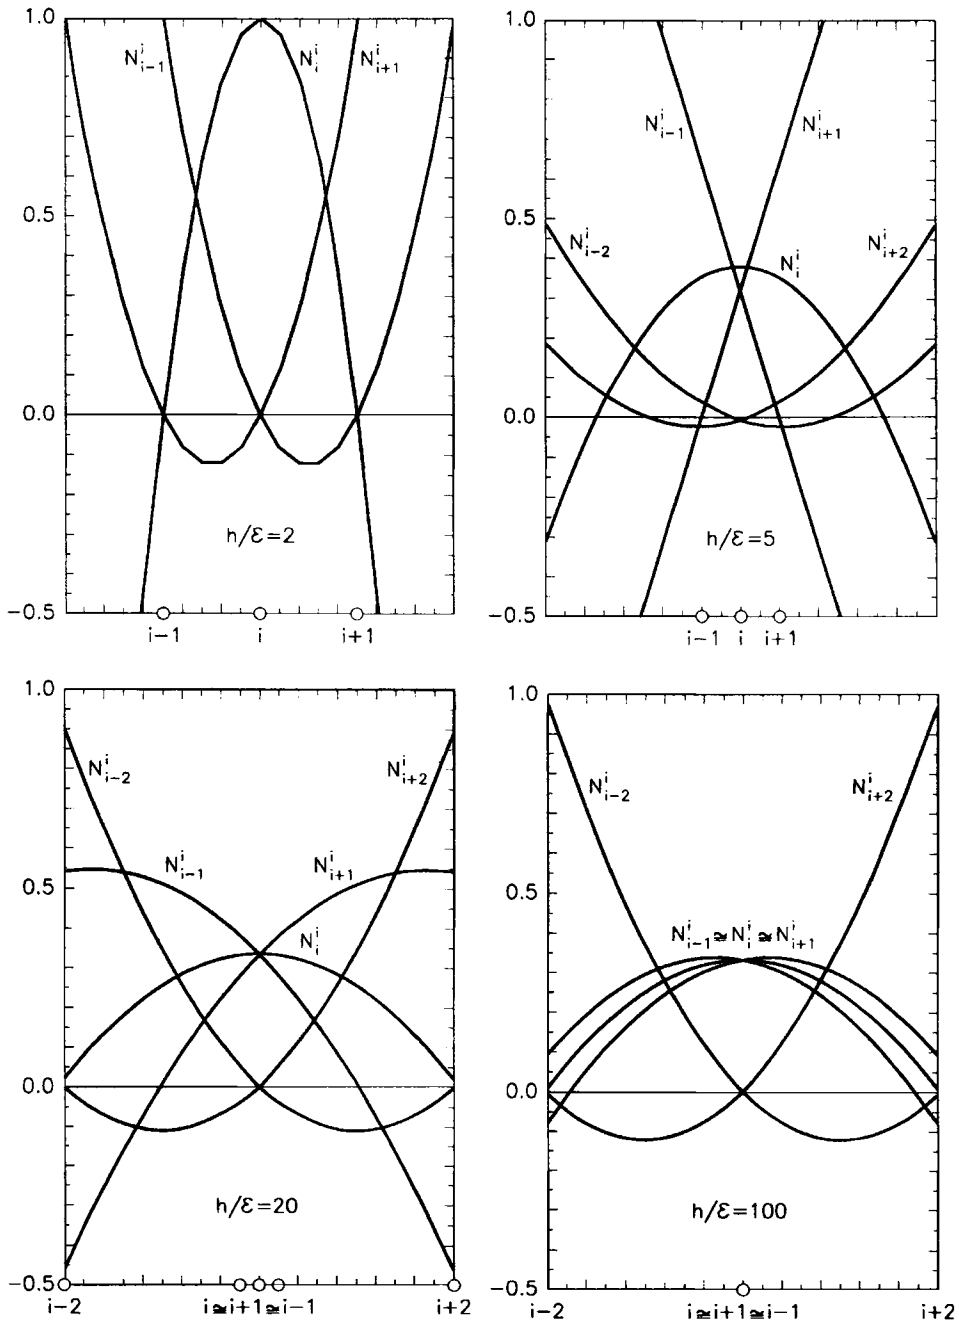 1.0
N^i_{i-1}
N^i_i
N^i_{i+1}
0.5
0.0
h/ε=2
-0.5
i-1 i i+1
1.0
N^i_{i-1}
N^i_{i+1}
0.5
N^i_{i-2}
N^i_i
N^i_{i+2}
0.0
h/ε=5
-0.5
i-1 i i+1
1.0
N^i_{i-2}
N^i_{i+2}
N^i_{i-1}
N^i_{i+1}
0.5
N^i_i
0.0
h/ε=20
-0.5
i-2 i≅i+1≅i-1 i+2
1.0
N^i_{i-2}
N^i_{i+2}
0.5
N^i_{i-1}≅N^i_i≅N^i_{i+1}
0.0
h/ε=100
-0.5
i-2 i≅i+1≅i-1 i+2